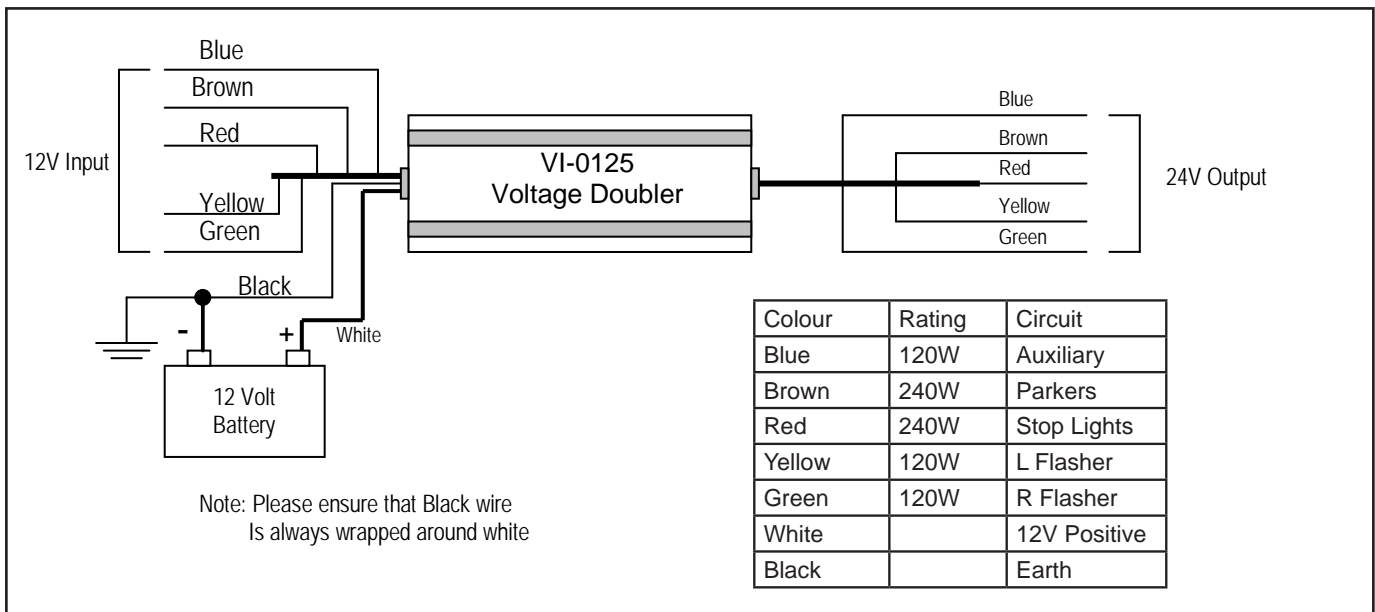 Blue
Brown
Red
12V Input
Yellow
Green
Black
- +
White
12 Volt
Battery
VI-0125
Voltage Doubler
Blue
Brown
Red
24V Output
Yellow
Green
Note: Please ensure that Black wire
Is always wrapped around white
Colour Rating Circuit
Blue 120W Auxiliary
Brown 240W Parkers
Red 240W Stop Lights
Yellow 120W L Flasher
Green 120W R Flasher
White 12V Positive
Black Earth